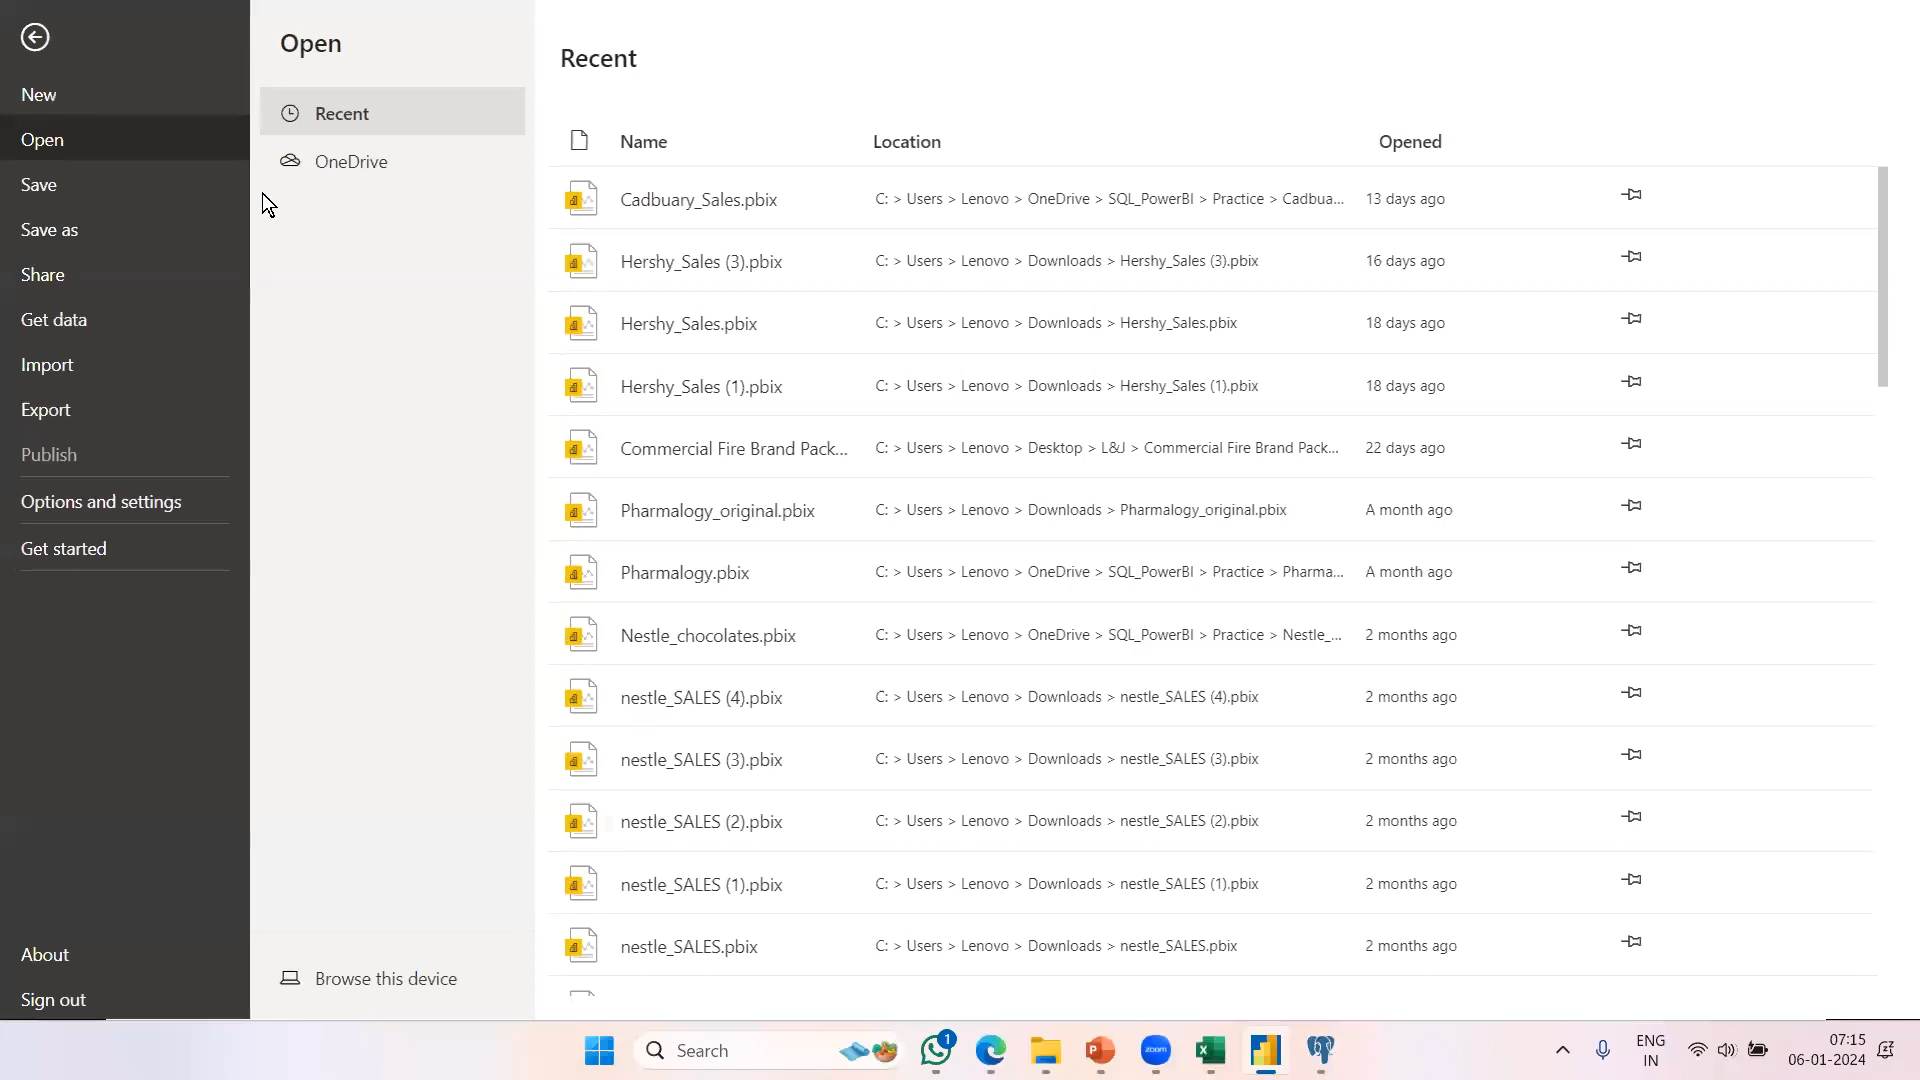 Open
Recent
New
Open
Save
Save as
Share
Get data
Import
Export
Publish
Options and settings
Get started
About
Sign out
Recent
OneDrive
Browse this device
Name Location Opened
Cadbuary_Sales.pbix C: > Users > Lenovo > OneDrive > SQL_PowerBI > Practice > Cadbua... 13 days ago
Hershy_Sales (3).pbix C: > Users > Lenovo > Downloads > Hershy_Sales (3).pbix 16 days ago
Hershy_Sales.pbix C: > Users > Lenovo > Downloads > Hershy_Sales.pbix 18 days ago
Hershy_Sales (1).pbix C: > Users > Lenovo > Downloads > Hershy_Sales (1).pbix 18 days ago
Commercial Fire Brand Pack... C: > Users > Lenovo > Desktop > L&J > Commercial Fire Brand Pack... 22 days ago
Pharmalogy_original.pbix C: > Users > Lenovo > Downloads > Pharmalogy_original.pbix A month ago
Pharmalogy.pbix C: > Users > Lenovo > OneDrive > SQL_PowerBI > Practice > Pharma... A month ago
Nestle_chocolates.pbix C: > Users > Lenovo > OneDrive > SQL_PowerBI > Practice > Nestle_... 2 months ago
nestle_SALES (4).pbix C: > Users > Lenovo > Downloads > nestle_SALES (4).pbix 2 months ago
nestle_SALES (3).pbix C: > Users > Lenovo > Downloads > nestle_SALES (3).pbix 2 months ago
nestle_SALES (2).pbix C: > Users > Lenovo > Downloads > nestle_SALES (2).pbix 2 months ago
nestle_SALES (1).pbix C: > Users > Lenovo > Downloads > nestle_SALES (1).pbix 2 months ago
nestle_SALES.pbix C: > Users > Lenovo > Downloads > nestle_SALES.pbix 2 months ago
Search
1
zoom
ENG
IN
07:15
06-01-2024